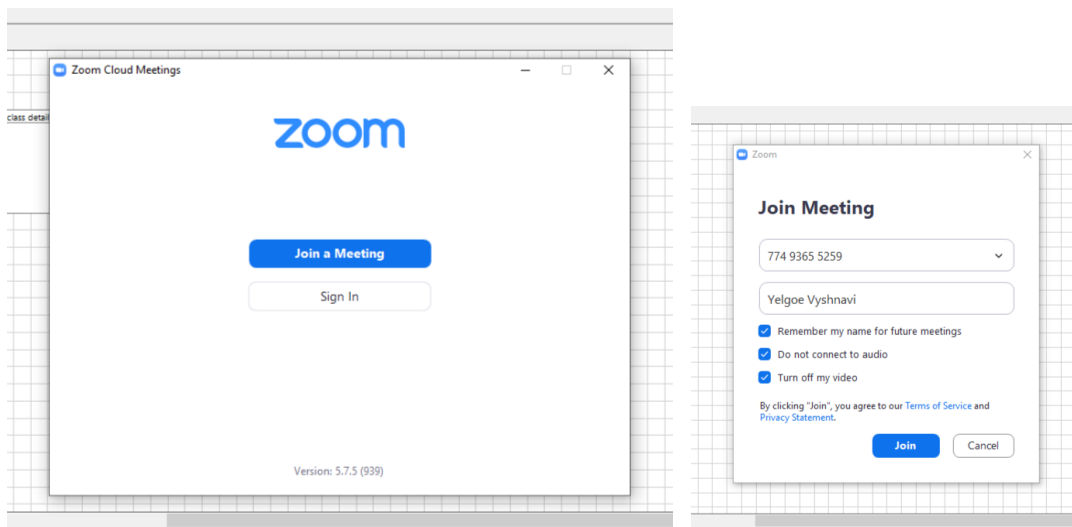 Zoom Cloud Meetings
class detail
zoom
Join a Meeting
Sign In
Version: 5.7.5 (939)
Zoom
Join Meeting
774 9365 5259
Yelgoe Vyshnavi
Remember my name for future meetings
Do not connect to audio
Turn off my video
By clicking "Join", you agree to our Terms of Service and
Privacy Statement.
Join Cancel